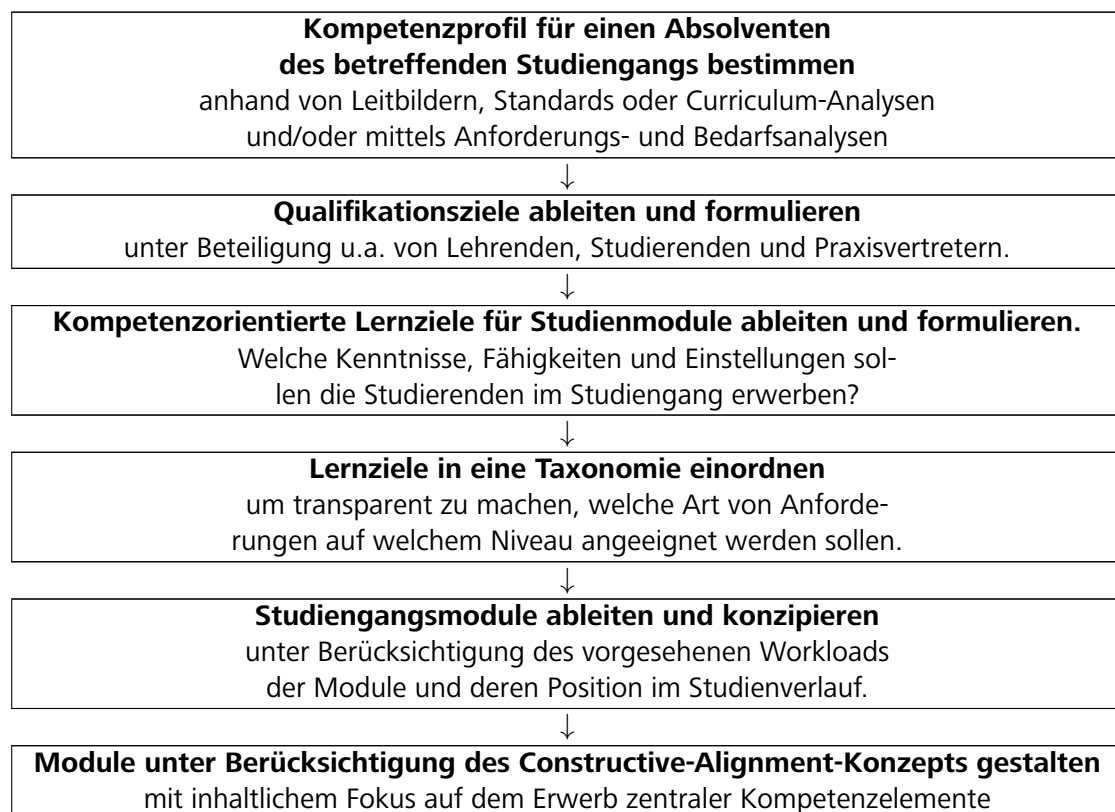 Kompetenzprofil für einen Absolventen
des betreffenden Studiengangs bestimmen
anhand von Leitbildern, Standards oder Curriculum-Analysen
und/oder mittels Anforderungs- und Bedarfsanalysen
↓
Qualifikationsziele ableiten und formulieren
unter Beteiligung u.a. von Lehrenden, Studierenden und Praxisvertretern.
↓
Kompetenzorientierte Lernziele für Studienmodule ableiten und formulieren.
Welche Kenntnisse, Fähigkeiten und Einstellungen sol-
len die Studierenden im Studiengang erwerben?
↓
Lernziele in eine Taxonomie einordnen
um transparent zu machen, welche Art von Anforde-
rungen auf welchem Niveau angeeignet werden sollen.
↓
Studiengangsmodule ableiten und konzipieren
unter Berücksichtigung des vorgesehenen Workloads
der Module und deren Position im Studienverlauf.
↓
Module unter Berücksichtigung des Constructive-Alignment-Konzepts gestalten
mit inhaltlichem Fokus auf dem Erwerb zentraler Kompetenzelemente